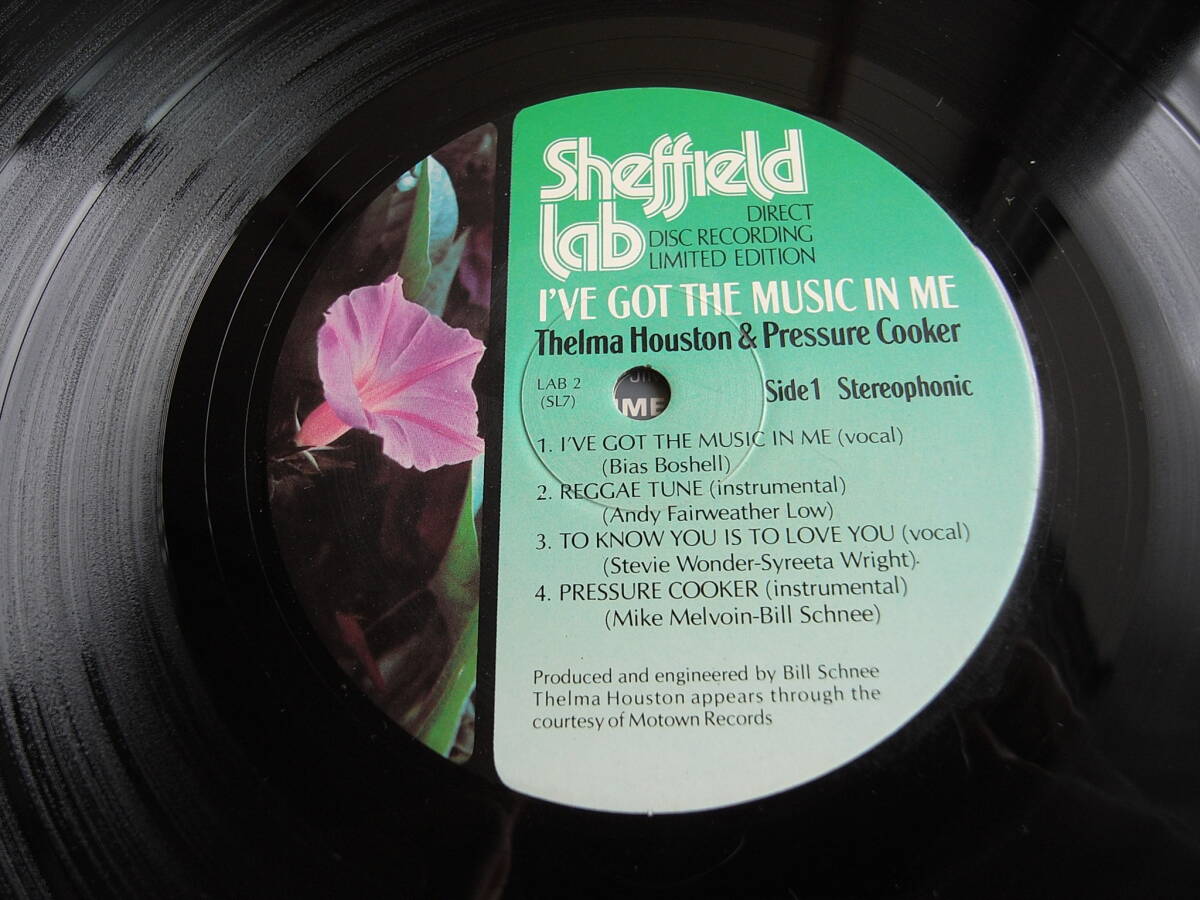 Sheffield
Lab
DIRECT
DISC RECORDING
LIMITED EDITION
I'VE GOT THE MUSIC IN ME
Thelma Houston & Pressure Cooker
LAB 2
(SL7)
Side 1 Stereophonic
1. I'VE GOT THE MUSIC IN ME (vocal)
(Bias Boshell)
2. REGGAE TUNE (instrumental)
(Andy Fairweather Low)
3. TO KNOW YOU IS TO LOVE YOU (vocal)
(Stevie Wonder-Syreeta Wright)
4. PRESSURE COOKER (instrumental)
(Mike Melvoin-Bill Schnee)
Produced and engineered by Bill Schnee
Thelma Houston appears through the
courtesy of Motown Records